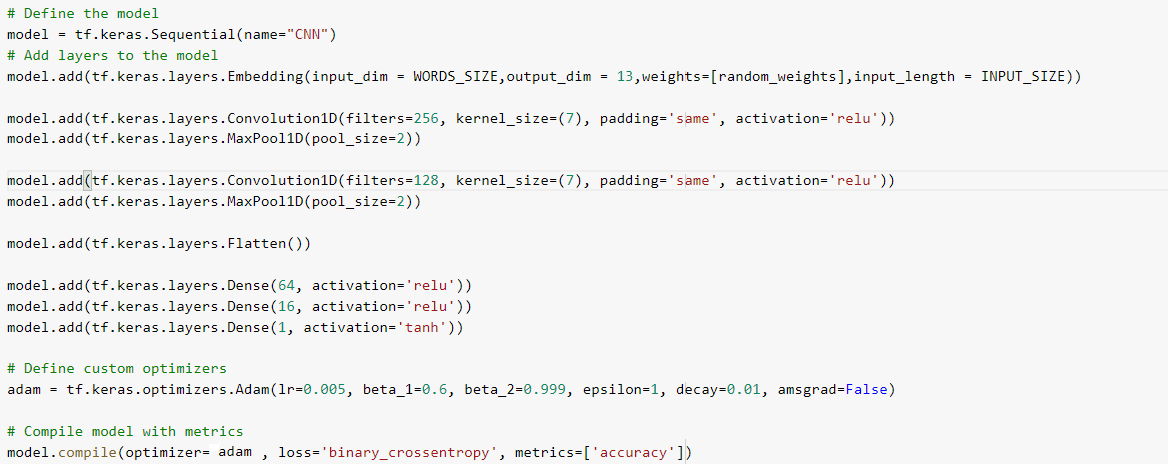 # Define the model
model = tf.keras.Sequential(name="CNN")
# Add layers to the model
model.add(tf.keras.layers.Embedding(input_dim = WORDS_SIZE,output_dim = 13,weights=[random_weights],input_length = INPUT_SIZE))
model.add(tf.keras.layers.Convolution1D(filters=256, kernel_size=(7), padding='same', activation='relu'))
model.add(tf.keras.layers.MaxPool1D(pool_size=2))
model.add(tf.keras.layers.Convolution1D(filters=128, kernel_size=(7), padding='same', activation='relu'))
model.add(tf.keras.layers.MaxPool1D(pool_size=2))
model.add(tf.keras.layers.Flatten())
model.add(tf.keras.layers.Dense(64, activation='relu'))
model.add(tf.keras.layers.Dense(16, activation='relu'))
model.add(tf.keras.layers.Dense(1, activation='tanh'))
# Define custom optimizers
adam = tf.keras.optimizers.Adam(lr=0.005, beta_1=0.6, beta_2=0.999, epsilon=1, decay=0.01, amsgrad=False)
# Compile model with metrics
model.compile(optimizer= adam , loss='binary_crossentropy', metrics=['accuracy'])